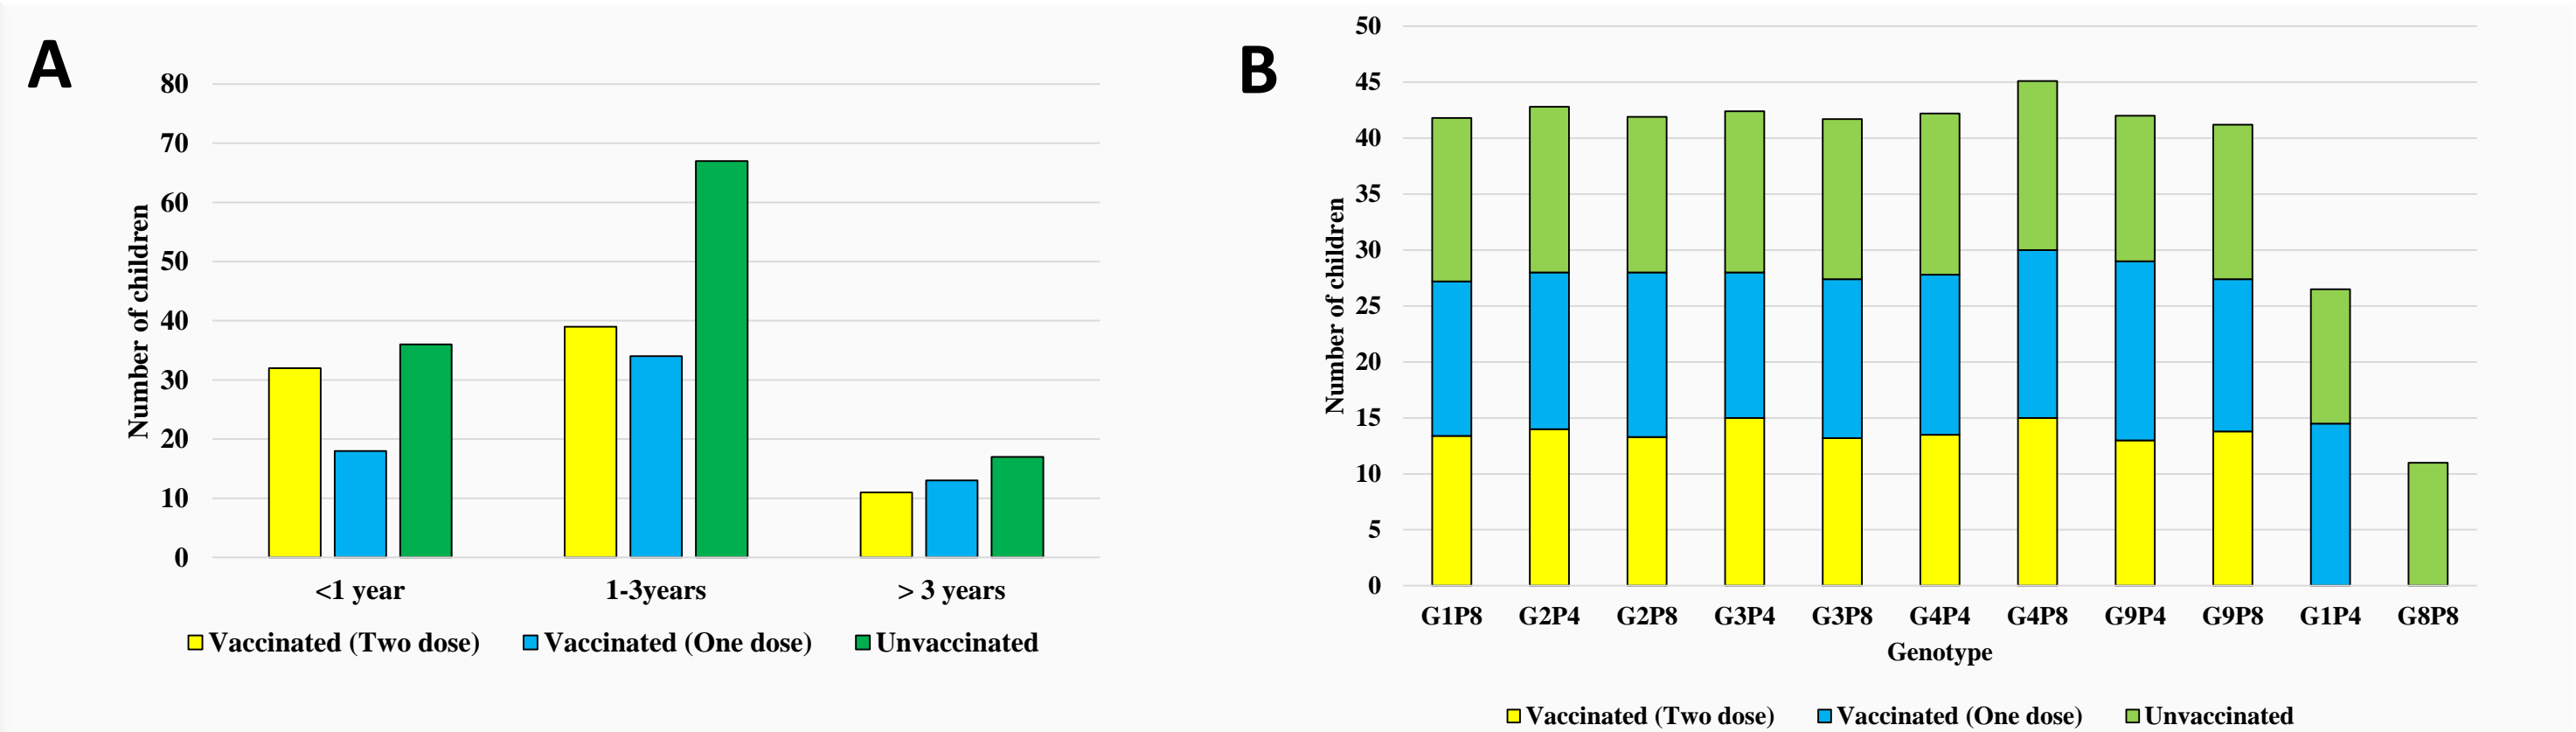 A
Number of children
80
70
60
50
40
30
20
10
0
<1 year 1-3years > 3 years
Vaccinated (Two dose) Vaccinated (One dose) Unvaccinated
B
Number of children
50
45
40
35
30
25
20
15
10
5
0
G1P8 G2P4 G2P8 G3P4 G3P8 G4P4 G4P8 G9P4 G9P8 G1P4 G8P8
Genotype
Vaccinated (Two dose) Vaccinated (One dose) Unvaccinated